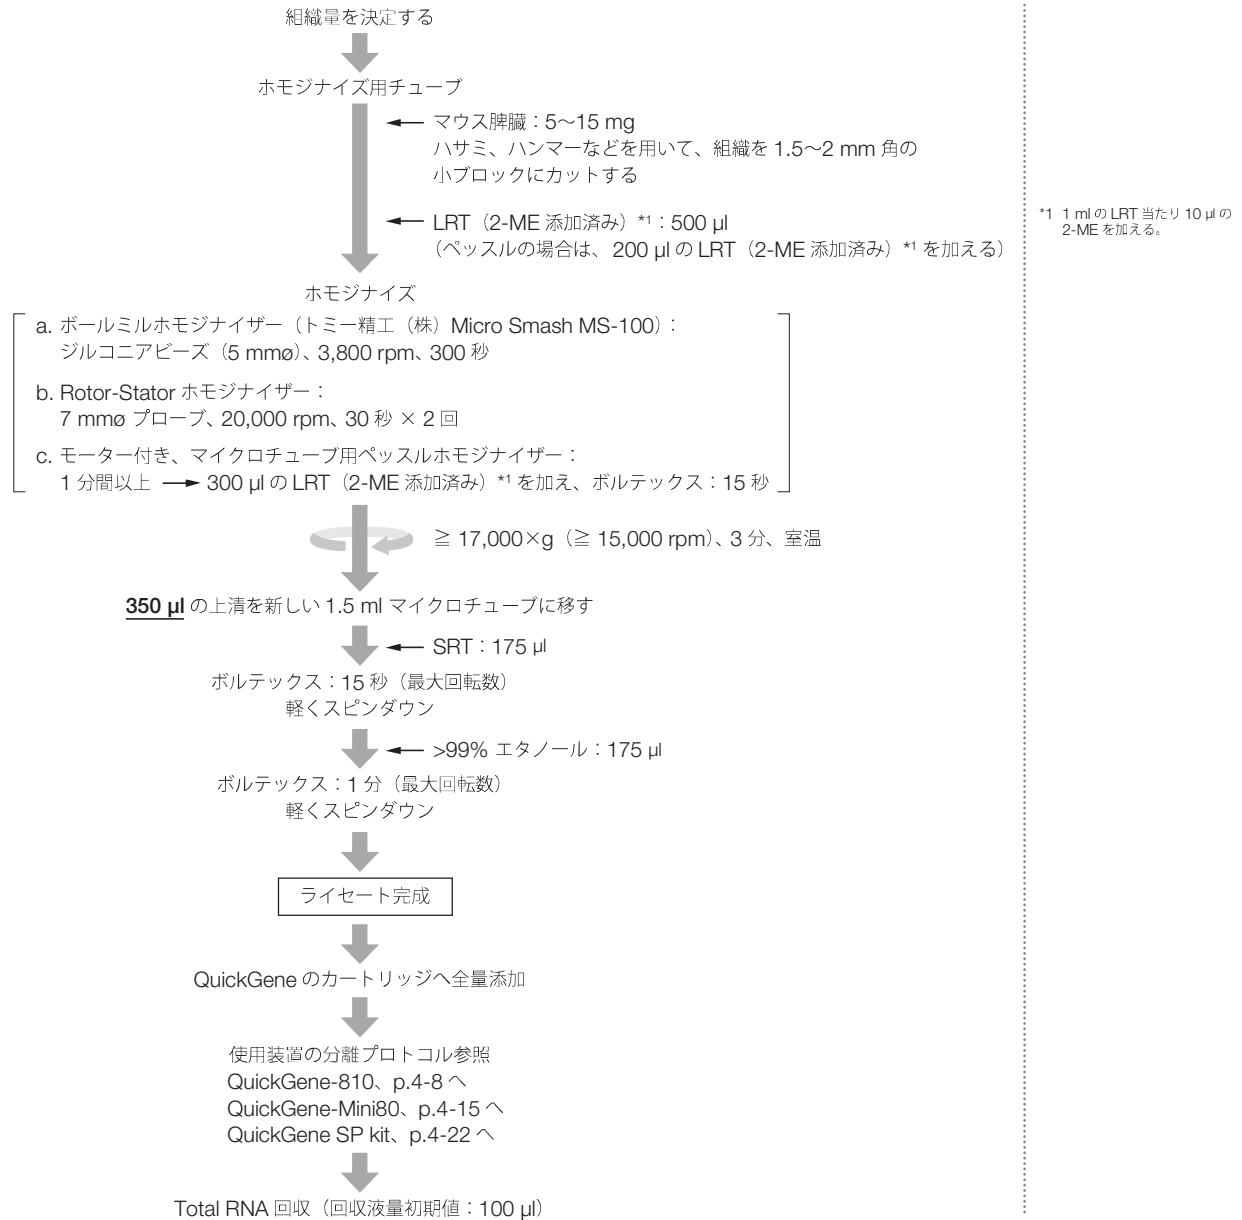 組織量を決定する
ホモジナイズ用チューブ
マウス脾臓：5～15 mg
ハサミ、ハンマーなどを用いて、組織を 1.5～2 mm 角の
小ブロックにカットする
LRT（2-ME 添加済み）*1：500 µl
（ペッスルの場合は、200 µl の LRT（2-ME 添加済み）*1 を加える）
*1 1 ml の LRT 当たり 10 µl の
2-ME を加える。
ホモジナイズ
a. ボールミルホモジナイザー（トミー精工（株）Micro Smash MS-100）：
ジルコニアビーズ（5 mmø）、3,800 rpm、300 秒
b. Rotor-Stator ホモジナイザー：
7 mmø プローブ、20,000 rpm、30 秒 × 2 回
c. モーター付き、マイクロチューブ用ペッスルホモジナイザー：
1 分間以上 → 300 µl の LRT（2-ME 添加済み）*1 を加え、ボルテックス：15 秒
≧ 17,000×g（≧ 15,000 rpm）、3 分、室温
350 µl の上清を新しい 1.5 ml マイクロチューブに移す
SRT：175 µl
ボルテックス：15 秒（最大回転数）
軽くスピンダウン
>99% エタノール：175 µl
ボルテックス：1 分（最大回転数）
軽くスピンダウン
ライセート完成
QuickGene のカートリッジへ全量添加
使用装置の分離プロトコル参照
QuickGene-810、p.4-8 へ
QuickGene-Mini80、p.4-15 へ
QuickGene SP kit、p.4-22 へ
Total RNA 回収（回収液量初期値：100 µl）